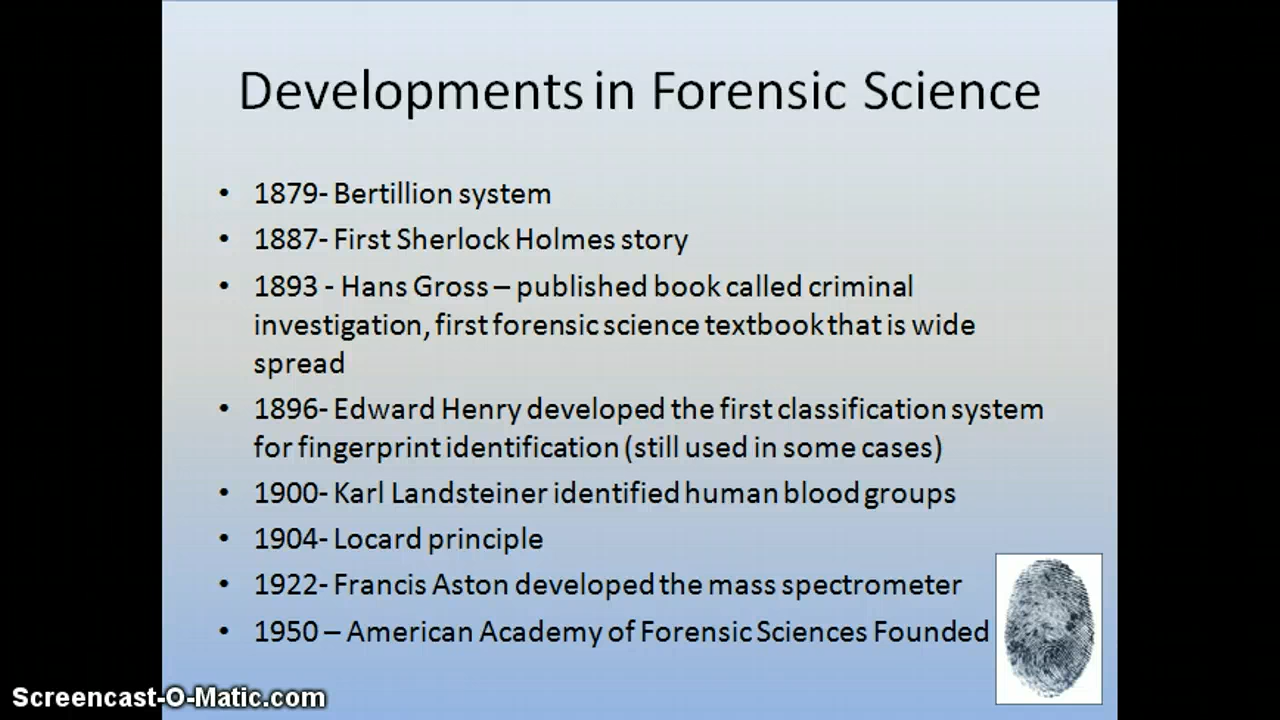 Developments in Forensic Science
• 1879- Bertillion system
• 1887- First Sherlock Holmes story
• 1893 - Hans Gross – published book called criminal
investigation, first forensic science textbook that is wide
spread
• 1896- Edward Henry developed the first classification system
for fingerprint identification (still used in some cases)
• 1900- Karl Landsteiner identified human blood groups
• 1904- Locard principle
• 1922- Francis Aston developed the mass spectrometer
• 1950 – American Academy of Forensic Sciences Founded
Screencast-O-Matic.com